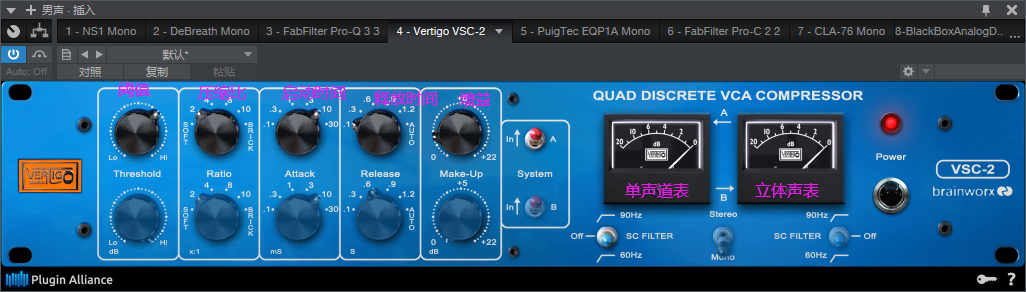 男声 - 插入
1 - NS1 Mono
2 - DeBreath Mono
3 - FabFilter Pro-Q 3 3
4 - Vertigo VSC-2
5 - PuigTec EQP1A Mono
6 - FabFilter Pro-C 2 2
7 - CLA-76 Mono
8-BlackBoxAnalogD...
默认*
Auto: Off
对照
复制
粘贴
阈值
压缩比
启动时间
释放时间
增益
QUAD DISCRETE VCA COMPRESSOR
Lo
HI
2
4
8
10
SOFT
BRICK
.1
.3
1
3
10
30
.1
.3
.6
.9
1.2
AUTO
0
+5
+22
In
A
A
dB
VERTIGO
20
10
7
4
2
0
dB
VERTIGO
20
10
7
4
2
0
Power
VERTIGO
VSC-2
brainworx
Threshold
Ratio
Attack
Release
Make-Up
System
单声道表
立体声表
B
2
4
8
10
SOFT
BRICK
.1
.3
1
3
10
30
.1
.3
.6
.9
1.2
AUTO
0
+5
+22
In
B
90Hz
Stereo
90Hz
Off
SC FILTER
SC FILTER
Off
Lo
HI
60Hz
Mono
60Hz
dB
x:1
mS
S
dB
Plugin Alliance
?